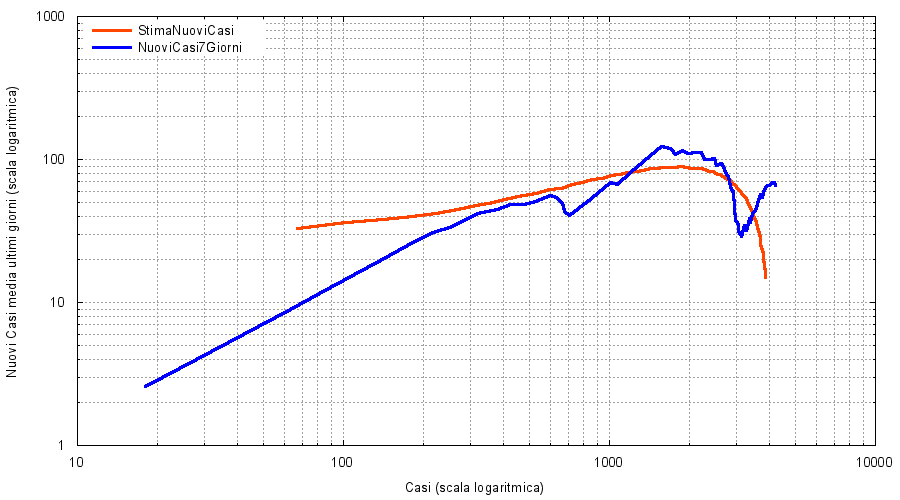 1000
StimaNuoviCasi
NuoviCasi7Giorni
100
10
1
Nuovi Casi media ultimi giorni (scala logaritmica)
10
100
1000
10000
Casi (scala logaritmica)